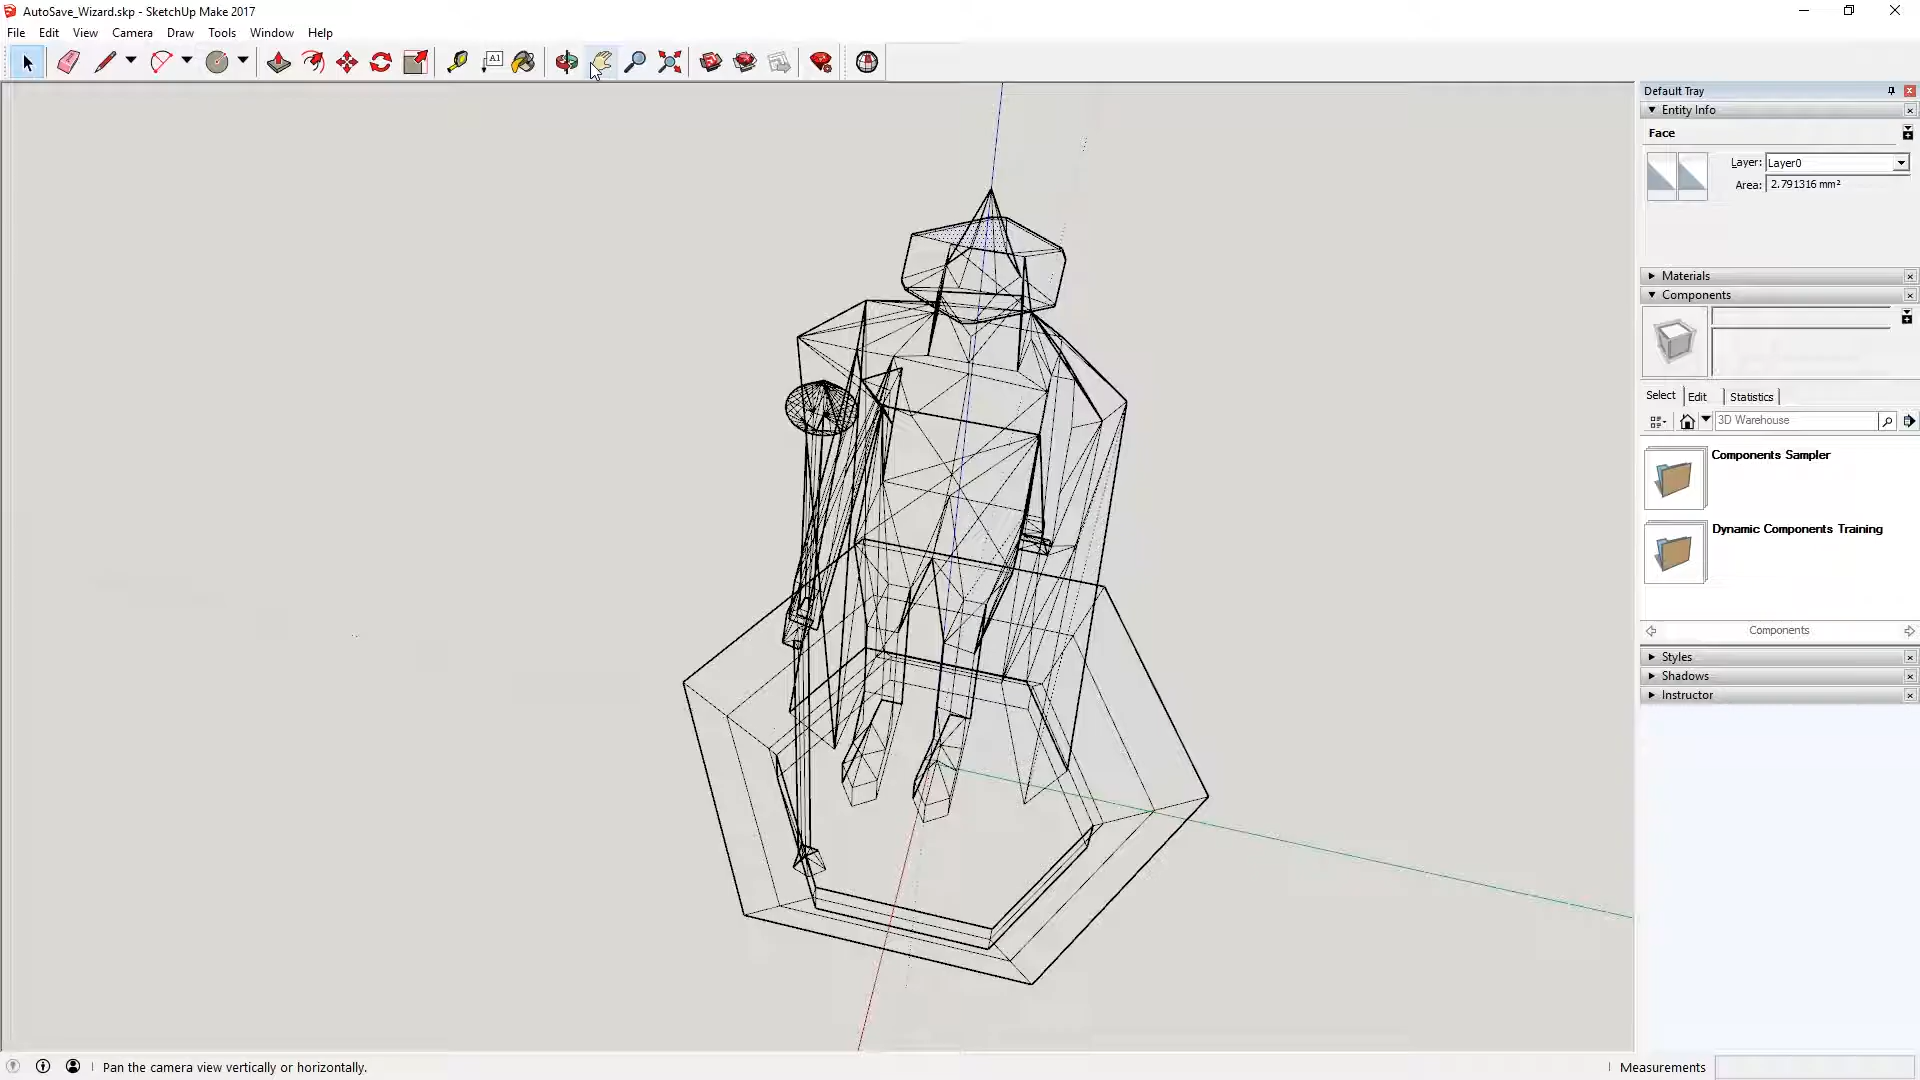 AutoSave_Wizard.skp - SketchUp Make 2017
File Edit View Camera Draw Tools Window Help
A1
Default Tray
Entity Info
Face
Layer: Layer0
Area: 2.791316 mm²
Materials
Components
Select Edit Statistics
3D Warehouse
Components Sampler
Dynamic Components Training
Components
Styles
Shadows
Instructor
Pan the camera view vertically or horizontally.
Measurements